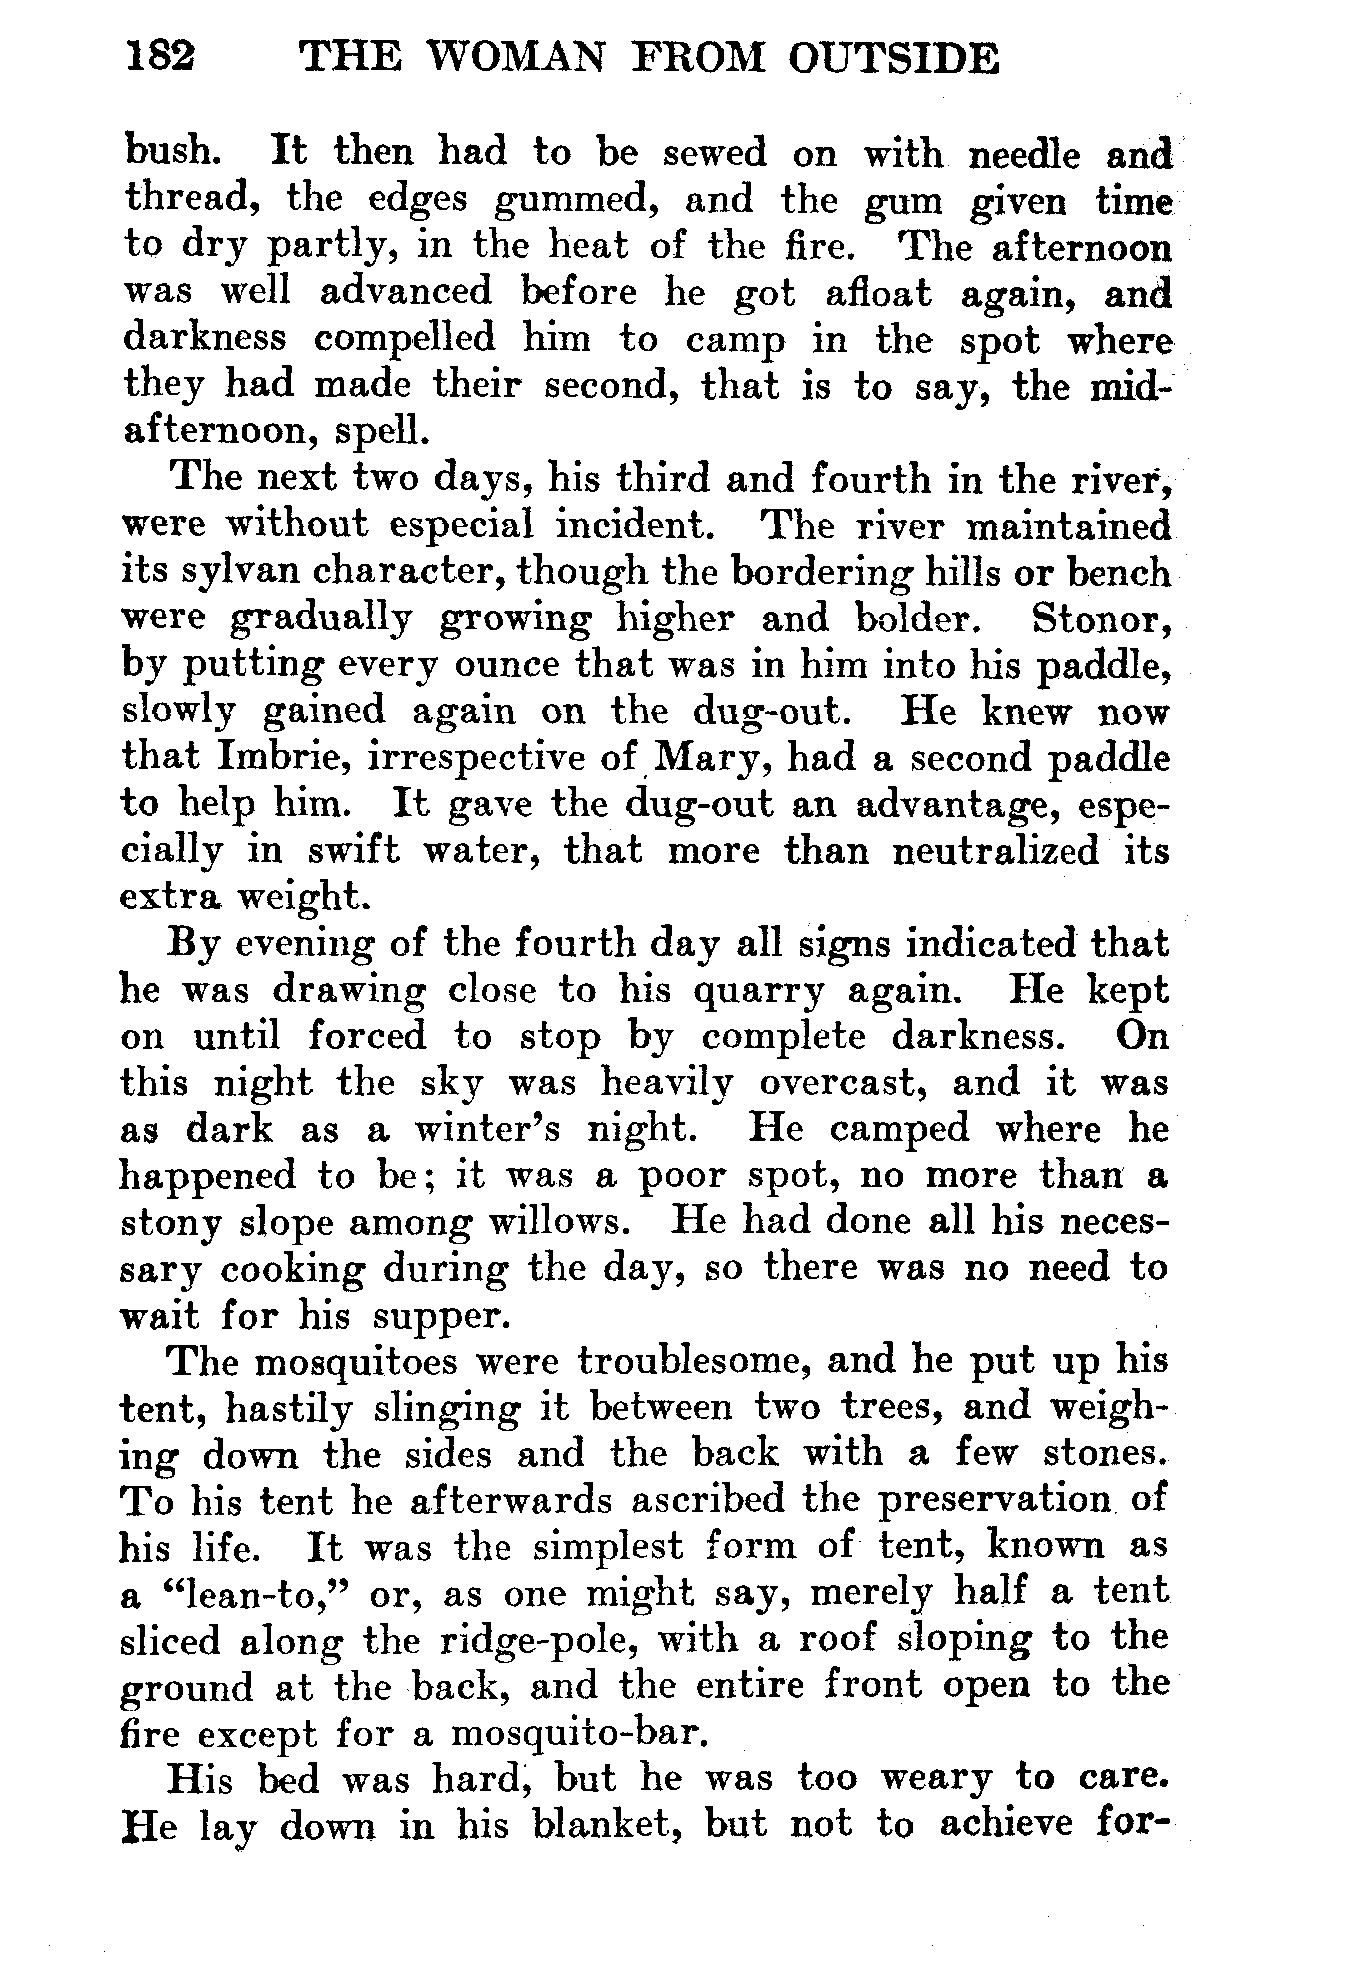 182 THE WOMAN FROM OUTSIDE
bush. It then had to be sewed on with needle and
thread, the edges gummed, and the gum given time
to dry partly, in the heat of the fire. The afternoon
was well advanced before he got afloat again, and
darkness compelled him to camp in the spot where
they had made their second, that is to say, the mid-
afternoon, spell.
The next two days, his third and fourth in the river,
were without especial incident. The river maintained
its sylvan character, though the bordering hills or bench
were gradually growing higher and bolder. Stonor,
by putting every ounce that was in him into his paddle,
slowly gained again on the dug-out. He knew now
that Imbrie, irrespective of Mary, had a second paddle
to help him. It gave the dug-out an advantage, espe-
cially in swift water, that more than neutralized its
extra weight.
By evening of the fourth day all signs indicated that
he was drawing close to his quarry again. He kept
on until forced to stop by complete darkness. On
this night the sky was heavily overcast, and it was
as dark as a winter's night. He camped where he
happened to be; it was a poor spot, no more than a
stony slope among willows. He had done all his neces-
sary cooking during the day, so there was no need to
wait for his supper.
The mosquitoes were troublesome, and he put up his
tent, hastily slinging it between two trees, and weigh-
ing down the sides and the back with a few stones.
To his tent he afterwards ascribed the preservation of
his life. It was the simplest form of tent, known as
a “lean-to,” or, as one might say, merely half a tent
sliced along the ridge-pole, with a roof sloping to the
ground at the back, and the entire front open to the
fire except for a mosquito-bar.
His bed was hard, but he was too weary to care.
He lay down in his blanket, but not to achieve for-